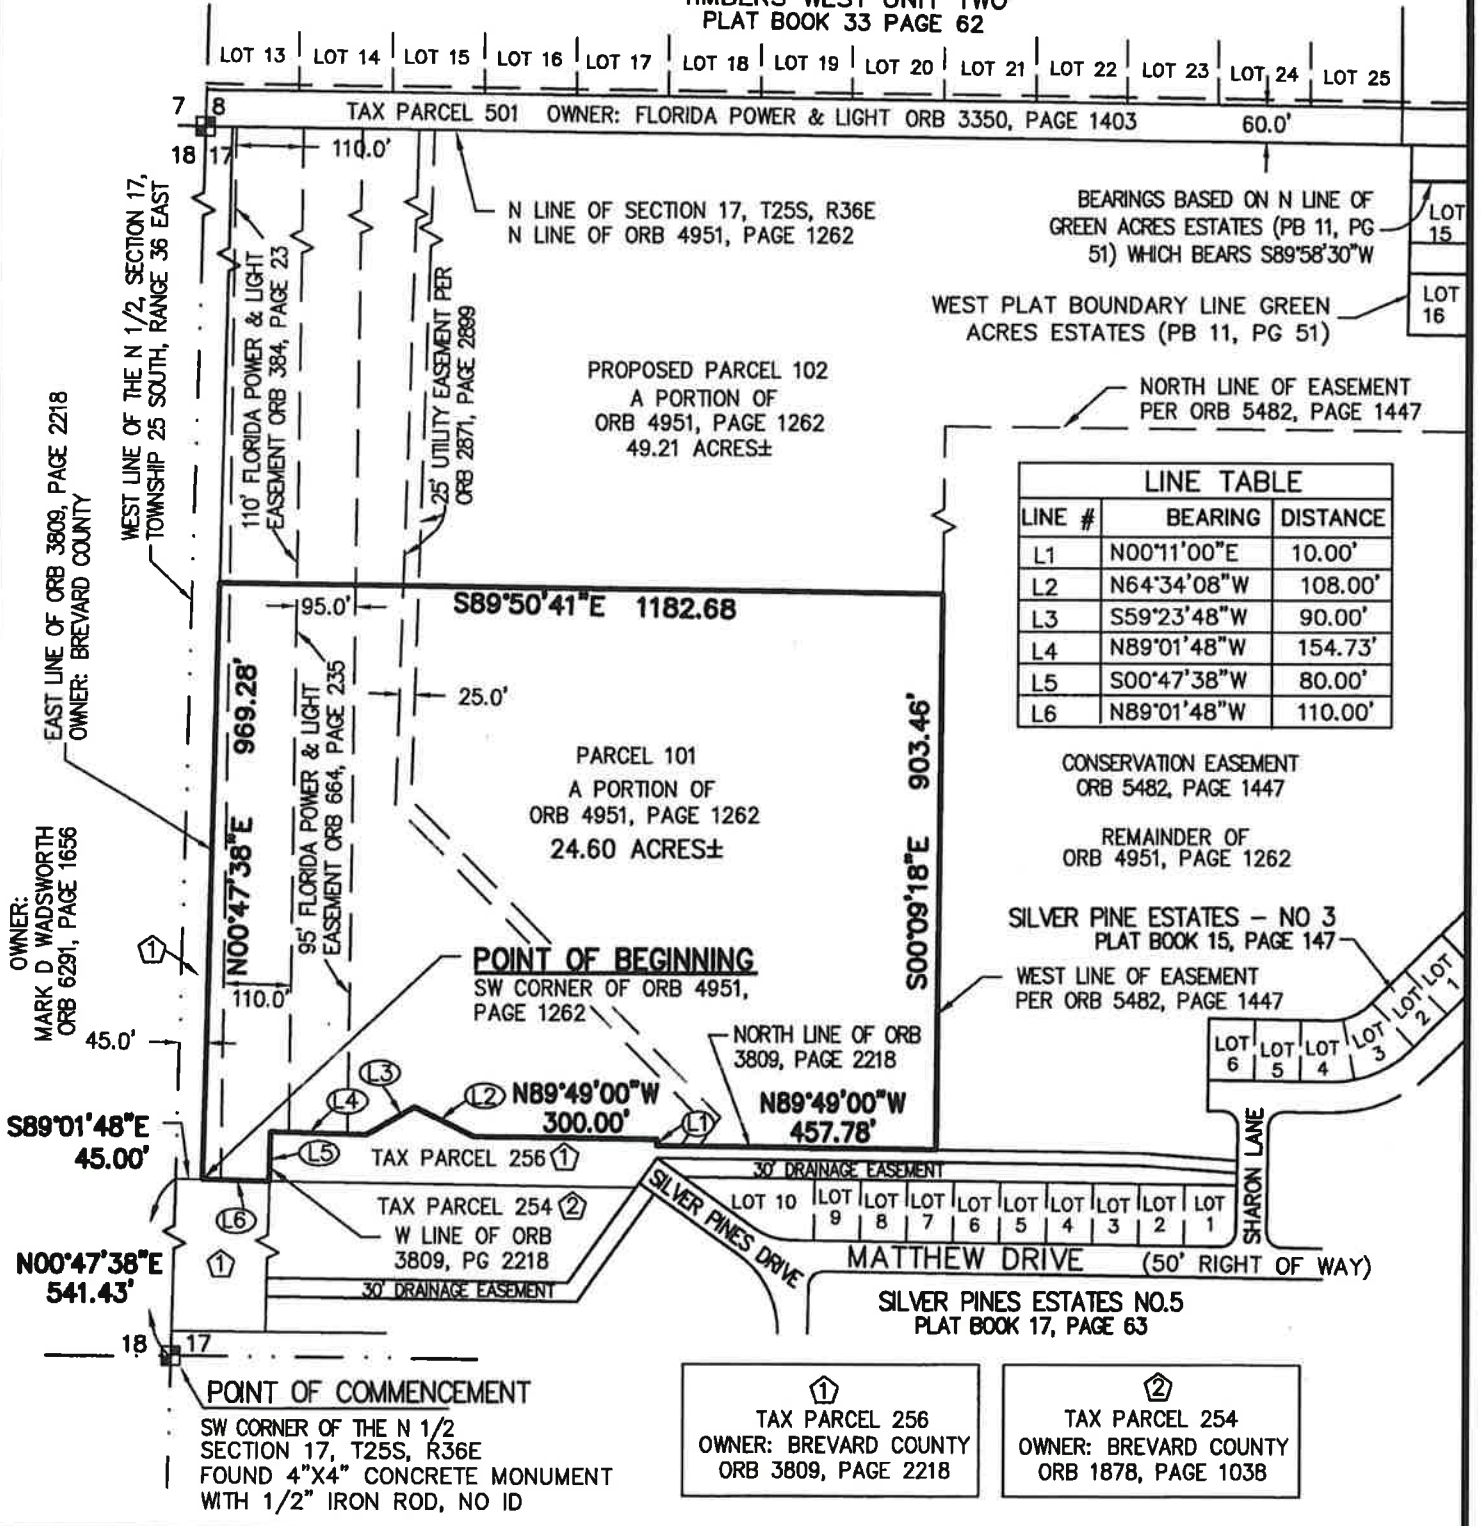 TIMBERS WEST UNIT TWO
PLAT BOOK 33 PAGE 62
LOT 13
LOT 14
LOT 15
LOT 16
LOT 17
LOT 18
LOT 19
LOT 20
LOT 21
LOT 22
LOT 23
LOT 24
LOT 25
7 8
18 17
TAX PARCEL 501 OWNER: FLORIDA POWER & LIGHT ORB 3350, PAGE 1403
60.0'
110.0'
N LINE OF SECTION 17, T25S, R36E
N LINE OF ORB 4951, PAGE 1262
BEARINGS BASED ON N LINE OF
GREEN ACRES ESTATES (PB 11, PG
51) WHICH BEARS S89°58'30"W
LOT
15
LOT
16
WEST PLAT BOUNDARY LINE GREEN
ACRES ESTATES (PB 11, PG 51)
WEST LINE OF THE N 1/2, SECTION 17,
TOWNSHIP 25 SOUTH, RANGE 36 EAST
110' FLORIDA POWER & LIGHT
EASEMENT ORB 384, PAGE 23
25' UTILITY EASEMENT PER
ORB 2871, PAGE 2899
EAST LINE OF ORB 3809, PAGE 2218
OWNER: BREVARD COUNTY
PROPOSED PARCEL 102
A PORTION OF
ORB 4951, PAGE 1262
49.21 ACRES±
NORTH LINE OF EASEMENT
PER ORB 5482, PAGE 1447
LINE TABLE
LINE # BEARING DISTANCE
L1 N00°11'00"E 10.00'
L2 N64°34'08"W 108.00'
L3 S59°23'48"W 90.00'
L4 N89°01'48"W 154.73'
L5 S00°47'38"W 80.00'
L6 N89°01'48"W 110.00'
S89°50'41"E 1182.68
95.0'
25.0'
N00°47'38"E 969.28'
95' FLORIDA POWER & LIGHT
EASEMENT ORB 664, PAGE 235
PARCEL 101
A PORTION OF
ORB 4951, PAGE 1262
24.60 ACRES±
S00°09'18"E 903.46'
CONSERVATION EASEMENT
ORB 5482, PAGE 1447
REMAINDER OF
ORB 4951, PAGE 1262
SILVER PINE ESTATES - NO 3
PLAT BOOK 15, PAGE 147
WEST LINE OF EASEMENT
PER ORB 5482, PAGE 1447
LOT
6
LOT
5
LOT
4
LOT
3
LOT
2
LOT
1
OWNER:
MARK D WADSWORTH
ORB 6291, PAGE 1656
1
110.0'
45.0'
POINT OF BEGINNING
SW CORNER OF ORB 4951,
PAGE 1262
NORTH LINE OF ORB
3809, PAGE 2218
L3
L4
L2
N89°49'00"W
300.00'
L1
N89°49'00"W
457.78'
S89°01'48"E
45.00'
L5
TAX PARCEL 256 1
30' DRAINAGE EASEMENT
SHARON LANE
TAX PARCEL 254 2
W LINE OF ORB
3809, PG 2218
L6
1
SILVER PINES DRIVE
LOT 10
LOT
9
LOT
8
LOT
7
LOT
6
LOT
5
LOT
4
LOT
3
LOT
2
LOT
1
MATTHEW DRIVE (50' RIGHT OF WAY)
N00°47'38"E
541.43'
30' DRAINAGE EASEMENT
SILVER PINES ESTATES NO.5
PLAT BOOK 17, PAGE 63
18 17
POINT OF COMMENCEMENT
SW CORNER OF THE N 1/2
SECTION 17, T25S, R36E
FOUND 4"X4" CONCRETE MONUMENT
WITH 1/2" IRON ROD, NO ID
1
TAX PARCEL 256
OWNER: BREVARD COUNTY
ORB 3809, PAGE 2218
2
TAX PARCEL 254
OWNER: BREVARD COUNTY
ORB 1878, PAGE 1038